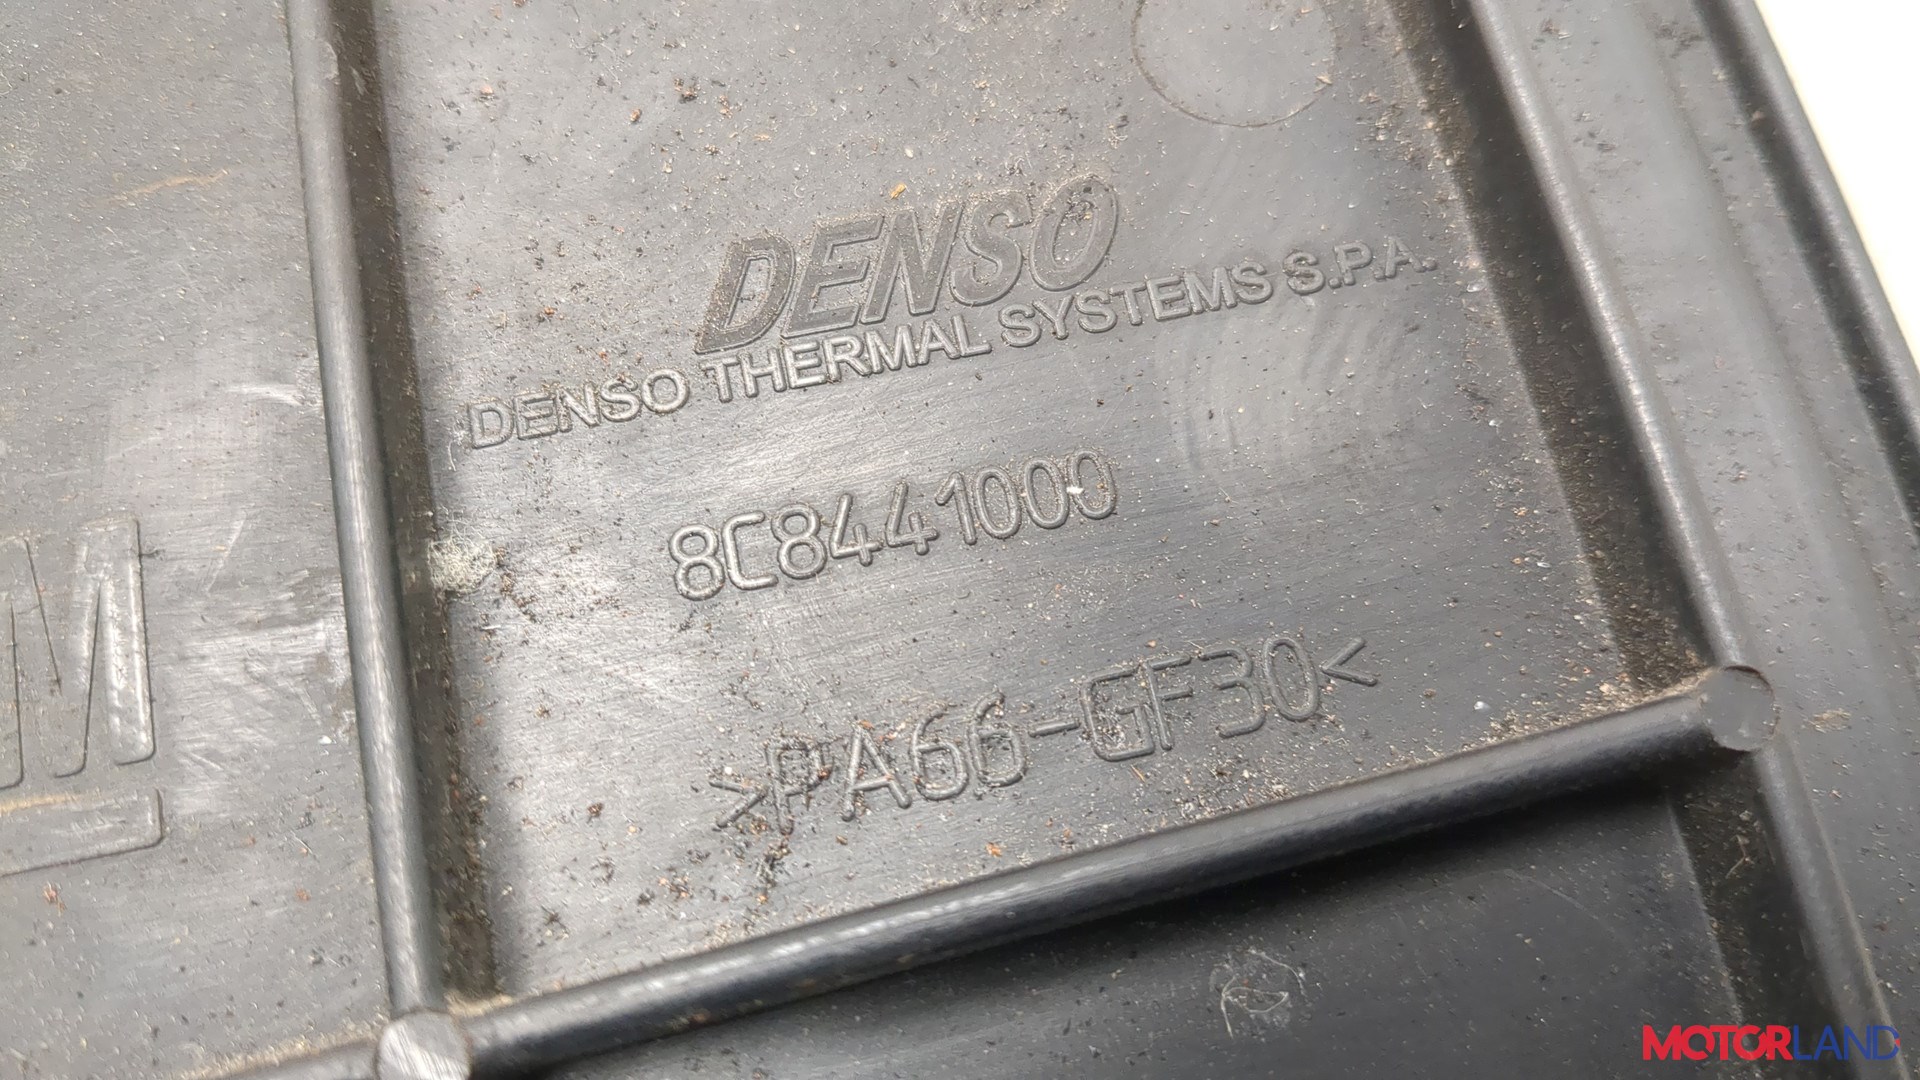 DENSO
DENSO THERMAL SYSTEMS S.P.A.
8C8441000
>PA66-GF30<
M
MOTORLAND